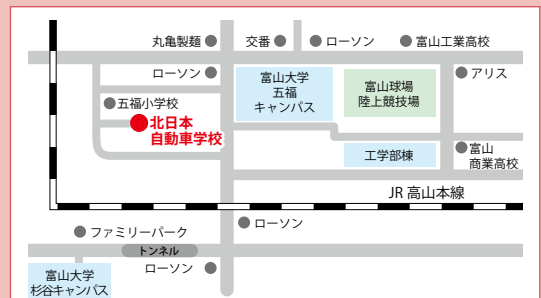 丸亀製麺
交番
ローソン
富山工業高校
ローソン
富山大学
五福
キャンパス
富山球場
陸上競技場
アリス
五福小学校
北日本
自動車学校
工学部棟
富山
商業高校
JR 高山本線
ローソン
ファミリーパーク
トンネル
ローソン
富山大学
杉谷キャンパス